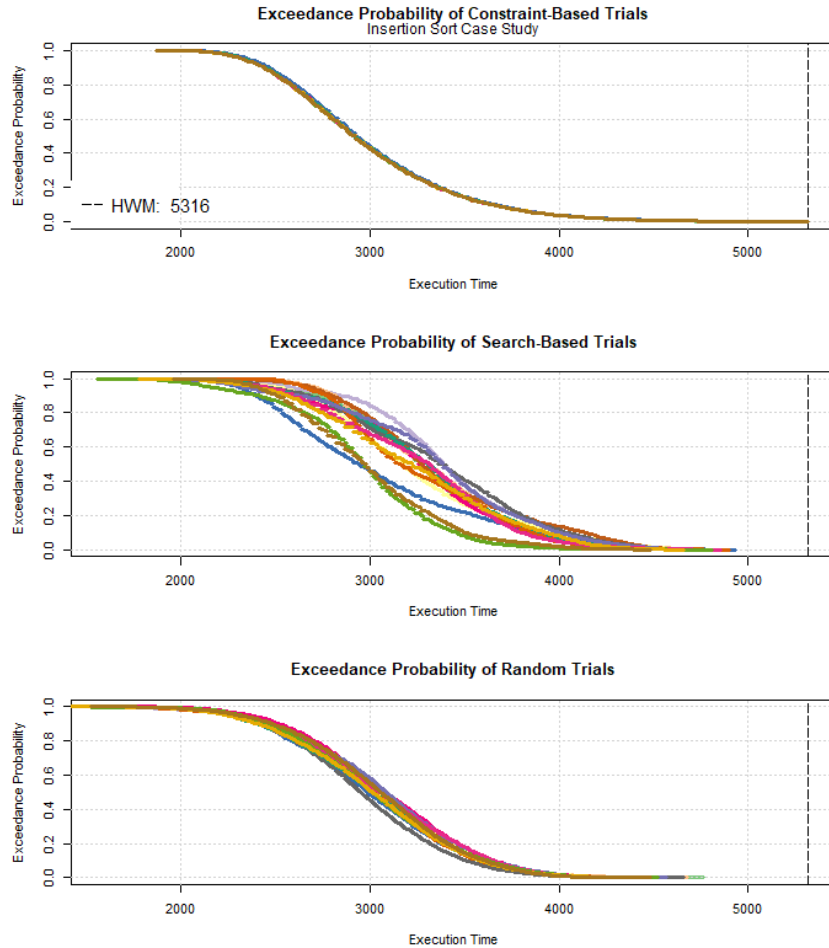 Exceedance Probability of Constraint-Based Trials
Insertion Sort Case Study
Exceedance Probability
1.0
0.8
0.6
0.4
0.2
0.0
-- HWM: 5316
2000 3000 4000 5000
Execution Time
Exceedance Probability of Search-Based Trials
Exceedance Probability
1.0
0.8
0.6
0.4
0.2
0.0
2000 3000 4000 5000
Execution Time
Exceedance Probability of Random Trials
Exceedance Probability
1.0
0.8
0.6
0.4
0.2
0.0
2000 3000 4000 5000
Execution Time